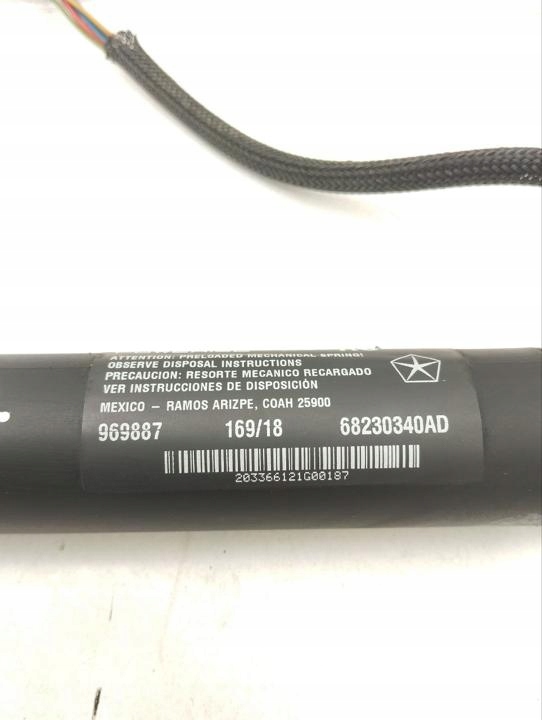 ATTENTION: PRELOADED MECHANICAL SPRING!
OBSERVE DISPOSAL INSTRUCTIONS
PRECAUCION: RESORTE MECANICO RECARGADO
VER INSTRUCCIONES DE DISPOSICIÓN
MEXICO – RAMOS ARIZPE, COAH 25900
969887 169/18 68230340AD
203366121G00187